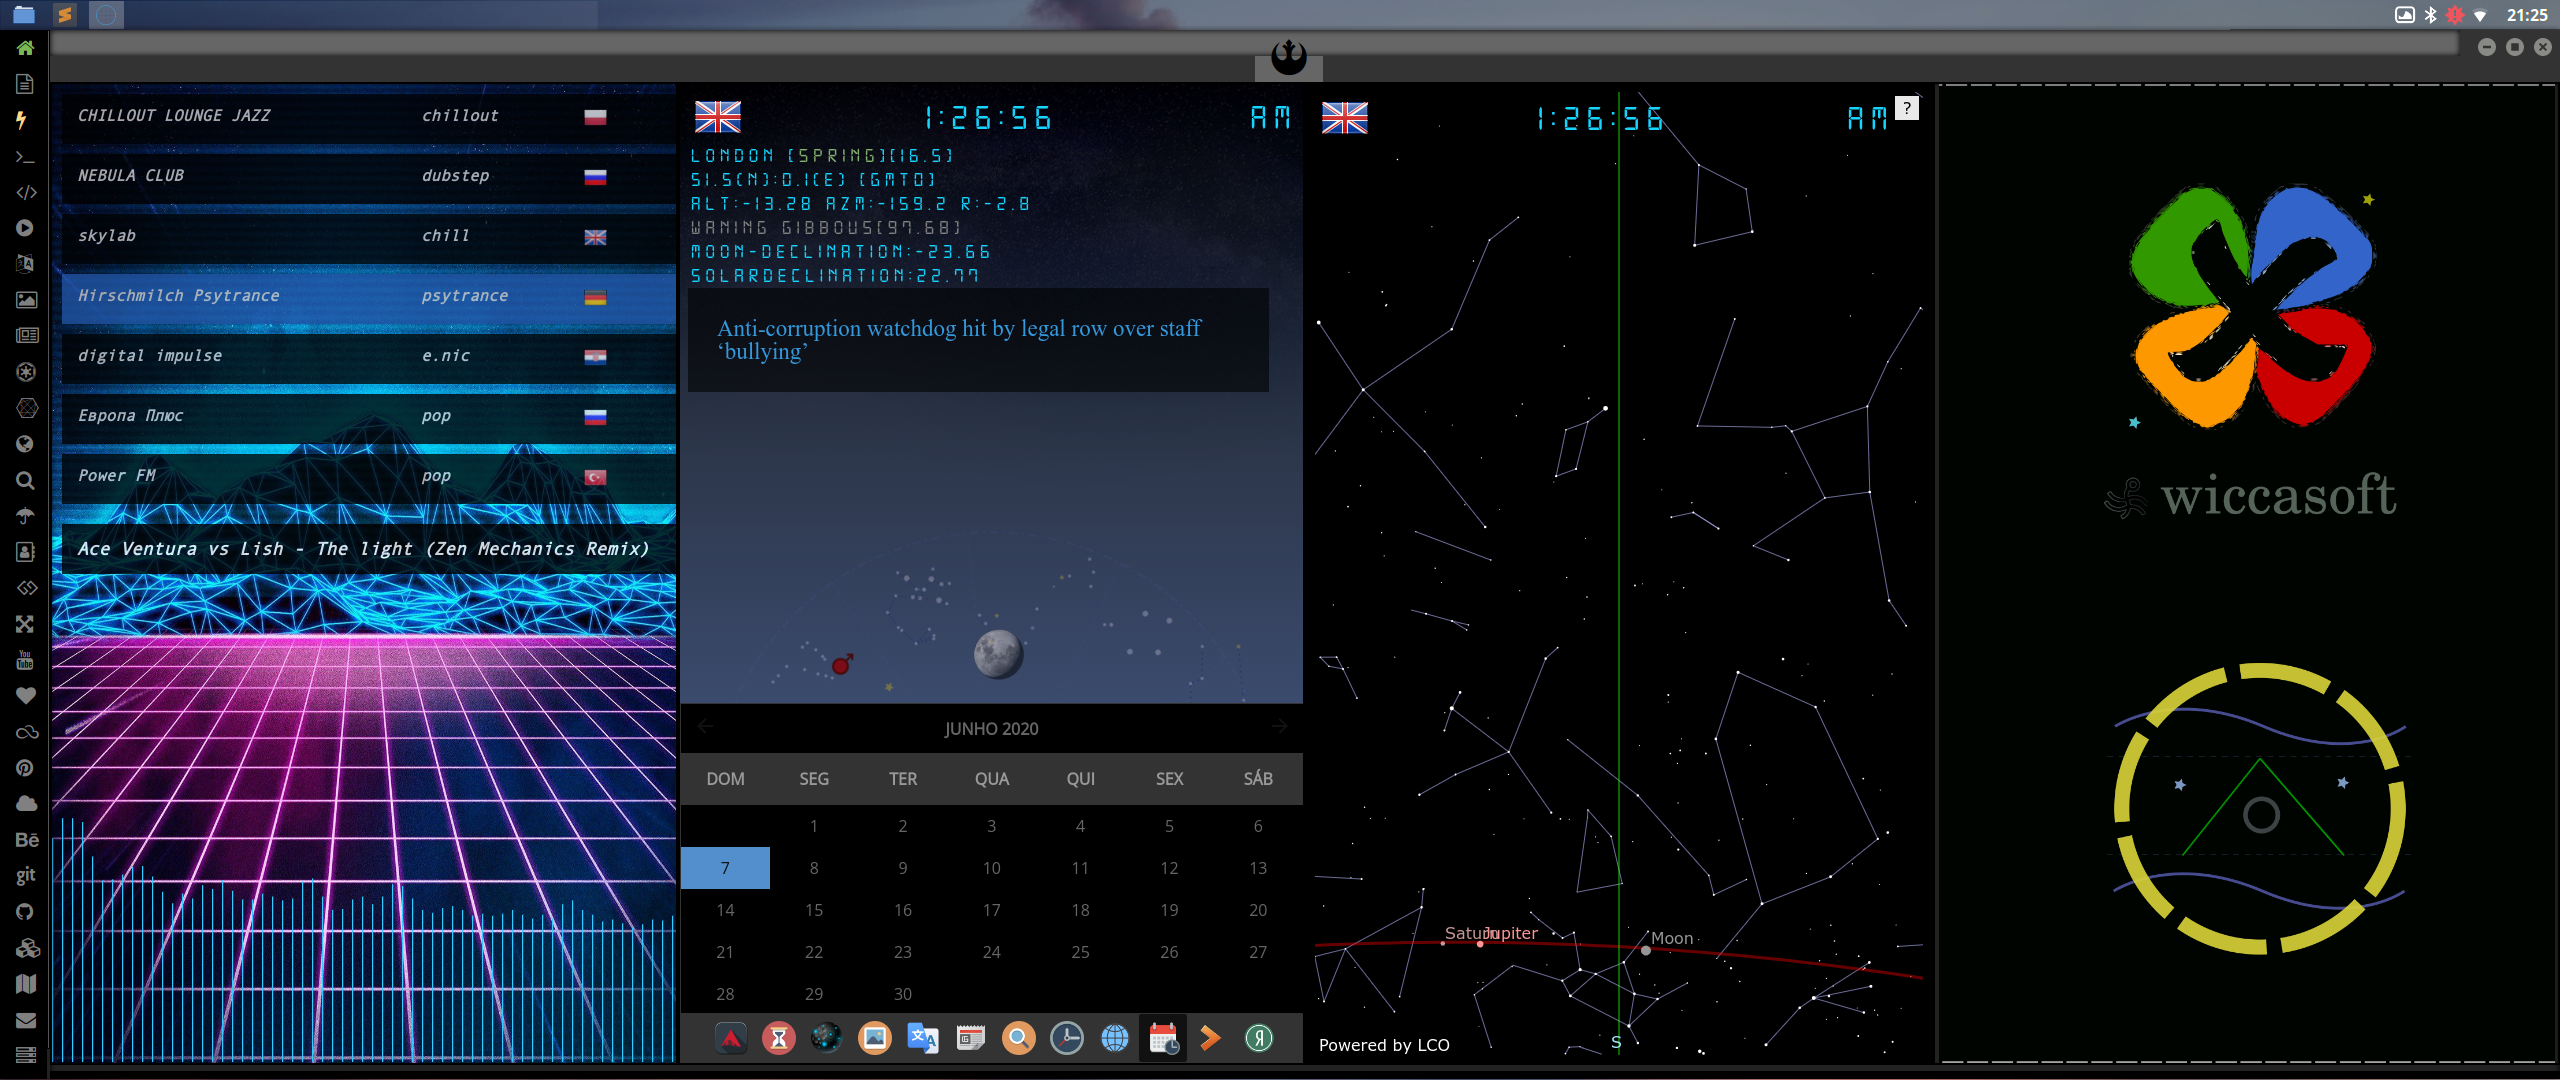 21:25
CHILLOUT LOUNGE JAZZ chillout
NEBULA CLUB dubstep
skylab chill
Hirschmilch Psytrance psytrance
digital impulse e.nic
Европа Плюс pop
Power FM pop
Ace Ventura vs Lish - The light (Zen Mechanics Remix)
You
Tube
Bē
git
1:26:56 AM
LONDON [SPRING][16.5]
51.5(N):0.1(E) [GMT0]
ALT:-13.28 AZM:-159.2 R:-2.8
WANING GIBBOUS[97.68]
MOON-DECLINATION:-23.66
SOLARDECLINATION:22.77
Anti-corruption watchdog hit by legal row over staff
‘bullying’
JUNHO 2020
DOM SEG TER QUA QUI SEX SÁB
1 2 3 4 5 6
7 8 9 10 11 12 13
14 15 16 17 18 19 20
21 22 23 24 25 26 27
28 29 30
1:26:56 AM
?
Saturn Jupiter
Moon
S
Powered by LCO
wiccasoft